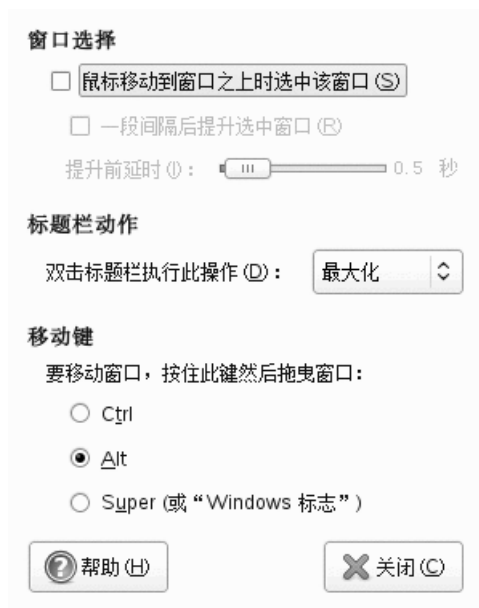 窗口选择
鼠标移动到窗口之上时选中该窗口(S)
一段间隔后提升选中窗口(R)
提升前延时(I)： 0.5 秒
标题栏动作
双击标题栏执行此操作(D)： 最大化
移动键
要移动窗口，按住此键然后拖曳窗口：
Ctrl
Alt
Super (或“Windows 标志”)
帮助(H) 关闭(C)